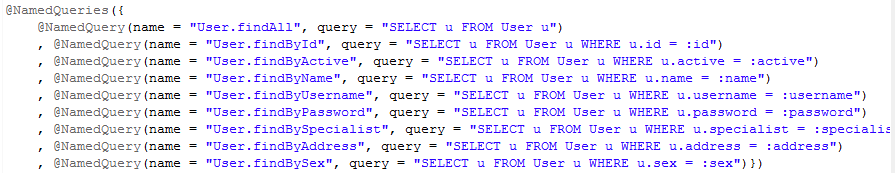 @NamedQueries({
@NamedQuery(name = "User.findAll", query = "SELECT u FROM User u")
, @NamedQuery(name = "User.findById", query = "SELECT u FROM User u WHERE u.id = :id")
, @NamedQuery(name = "User.findByActive", query = "SELECT u FROM User u WHERE u.active = :active")
, @NamedQuery(name = "User.findByName", query = "SELECT u FROM User u WHERE u.name = :name")
, @NamedQuery(name = "User.findByUsername", query = "SELECT u FROM User u WHERE u.username = :username")
, @NamedQuery(name = "User.findByPassword", query = "SELECT u FROM User u WHERE u.password = :password")
, @NamedQuery(name = "User.findBySpecialist", query = "SELECT u FROM User u WHERE u.specialist = :specialis
, @NamedQuery(name = "User.findByAddress", query = "SELECT u FROM User u WHERE u.address = :address")
, @NamedQuery(name = "User.findBySex", query = "SELECT u FROM User u WHERE u.sex = :sex")})